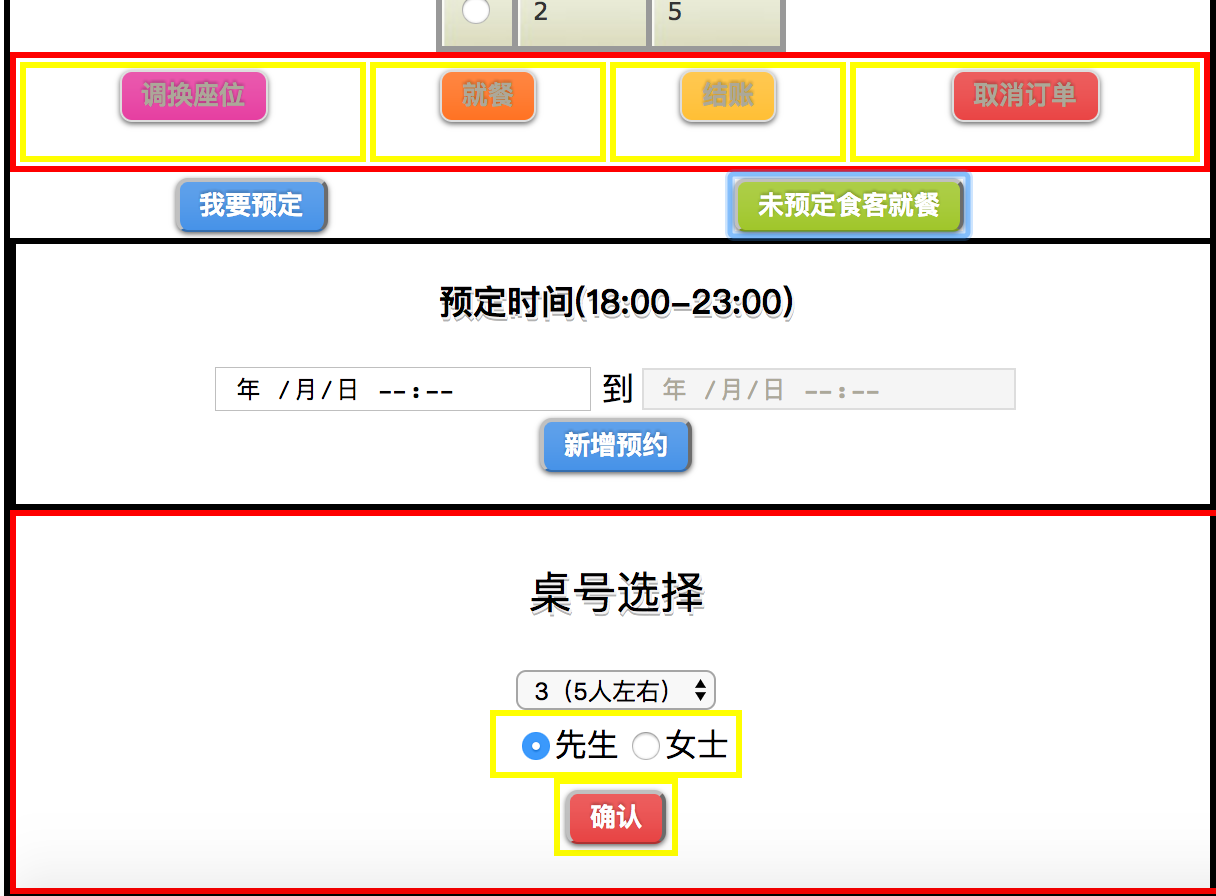 2 5
调换座位 就餐 结账 取消订单
我要预定 未预定食客就餐
预定时间(18:00-23:00)
年 /月/日 --:-- 到 年 /月/日 --:--
新增预约
桌号选择
3（5人左右）
先生 女士
确认